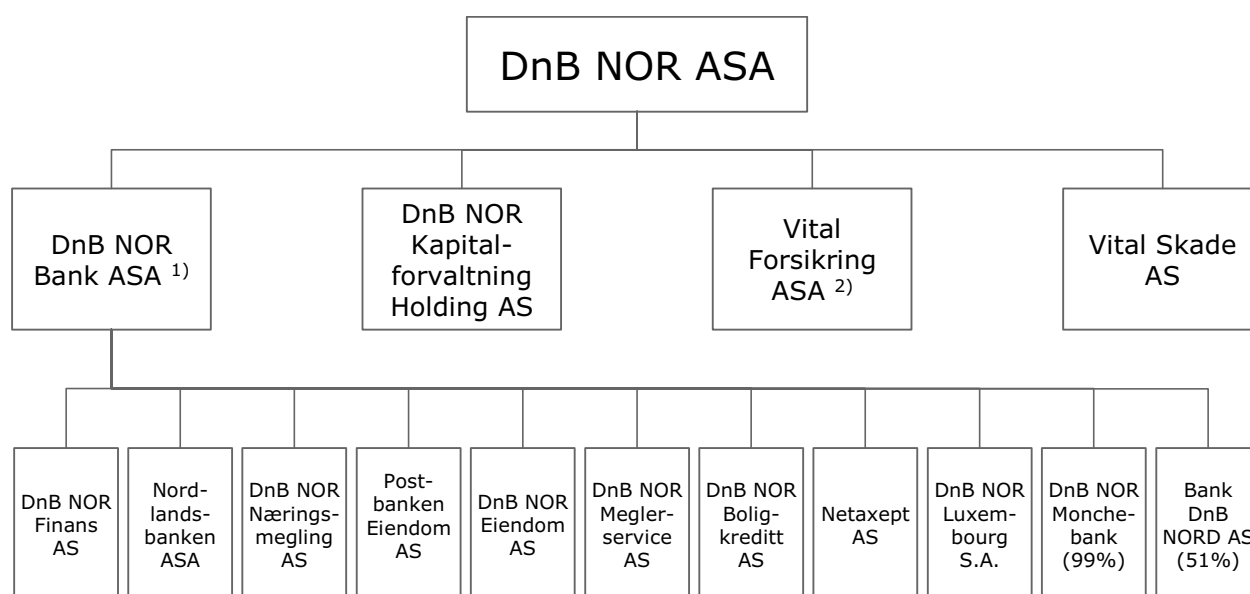 DnB NOR ASA
DnB NOR
Bank ASA 1)
DnB NOR
Kapital-
forvaltning
Holding AS
Vital
Forsikring
ASA 2)
Vital Skade
AS
DnB NOR
Finans
AS
Nord-
lands-
banken
ASA
DnB NOR
Nærings-
megling
AS
Post-
banken
Eiendom
AS
DnB NOR
Eiendom
AS
DnB NOR
Megler-
service
AS
DnB NOR
Bolig-
kreditt
AS
Netaxept
AS
DnB NOR
Luxem-
bourg
S.A.
DnB NOR
Monche-
bank
(99%)
Bank
DnB
NORD AS
(51%)